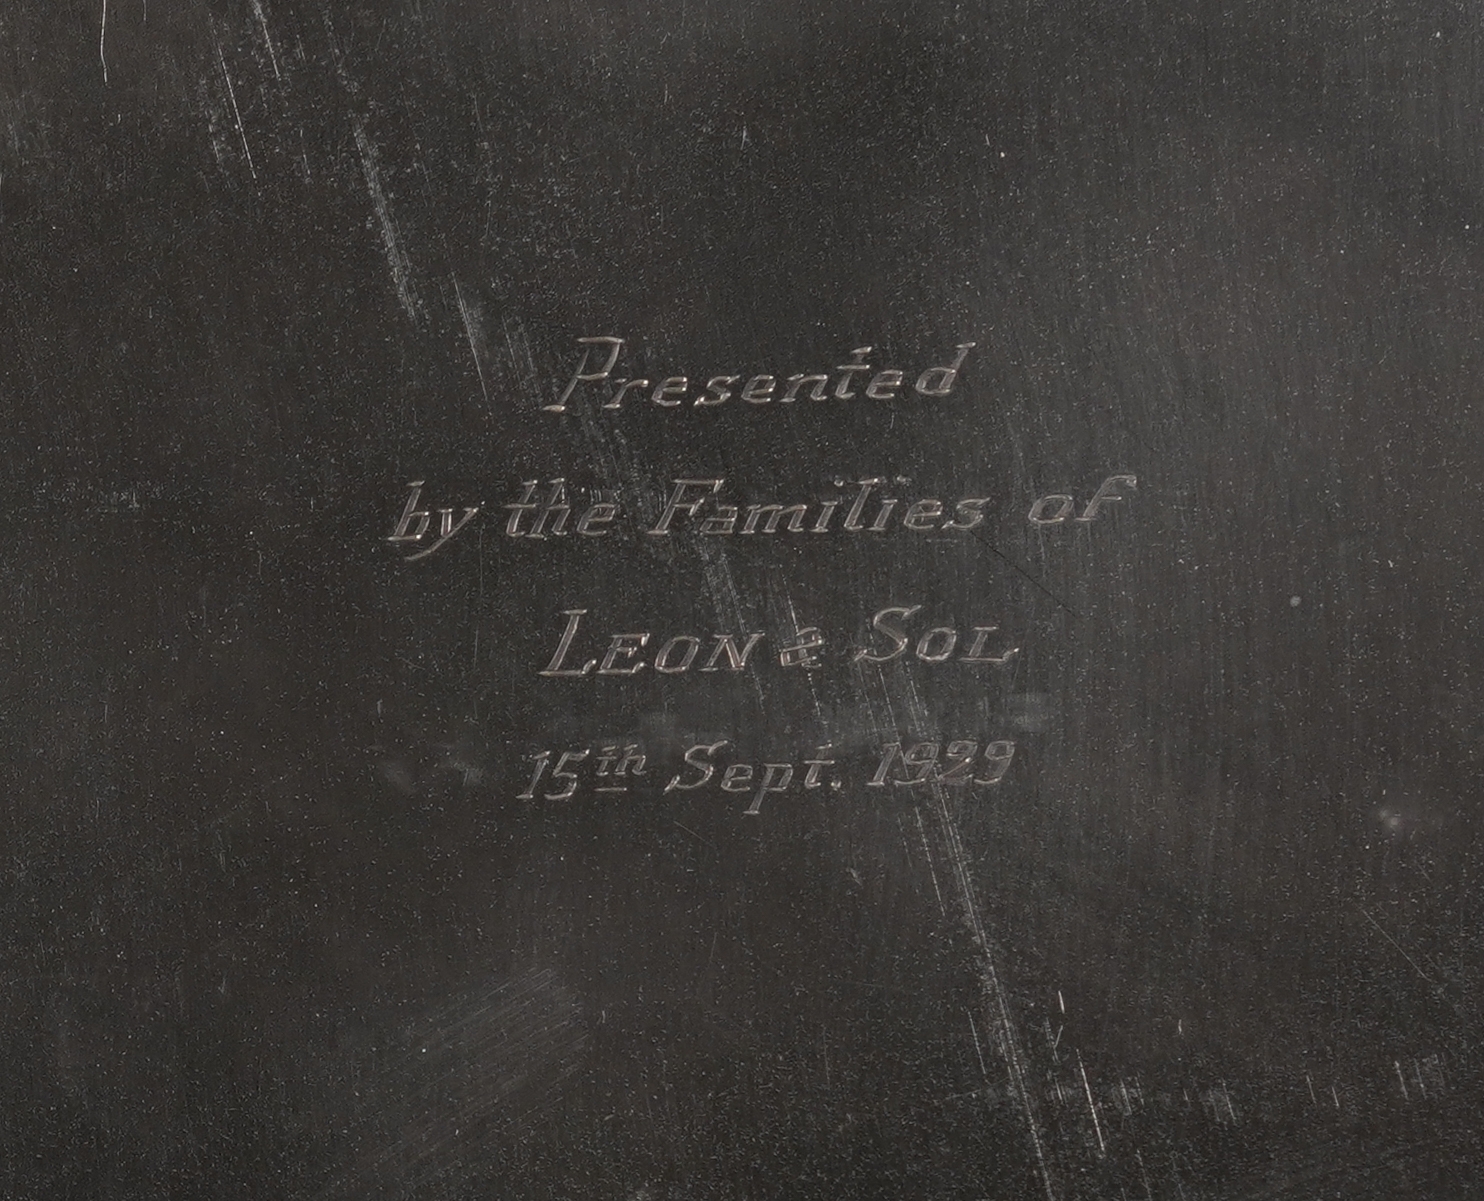 Presented
by the Families of
LEON & SOL
15th Sept. 1929